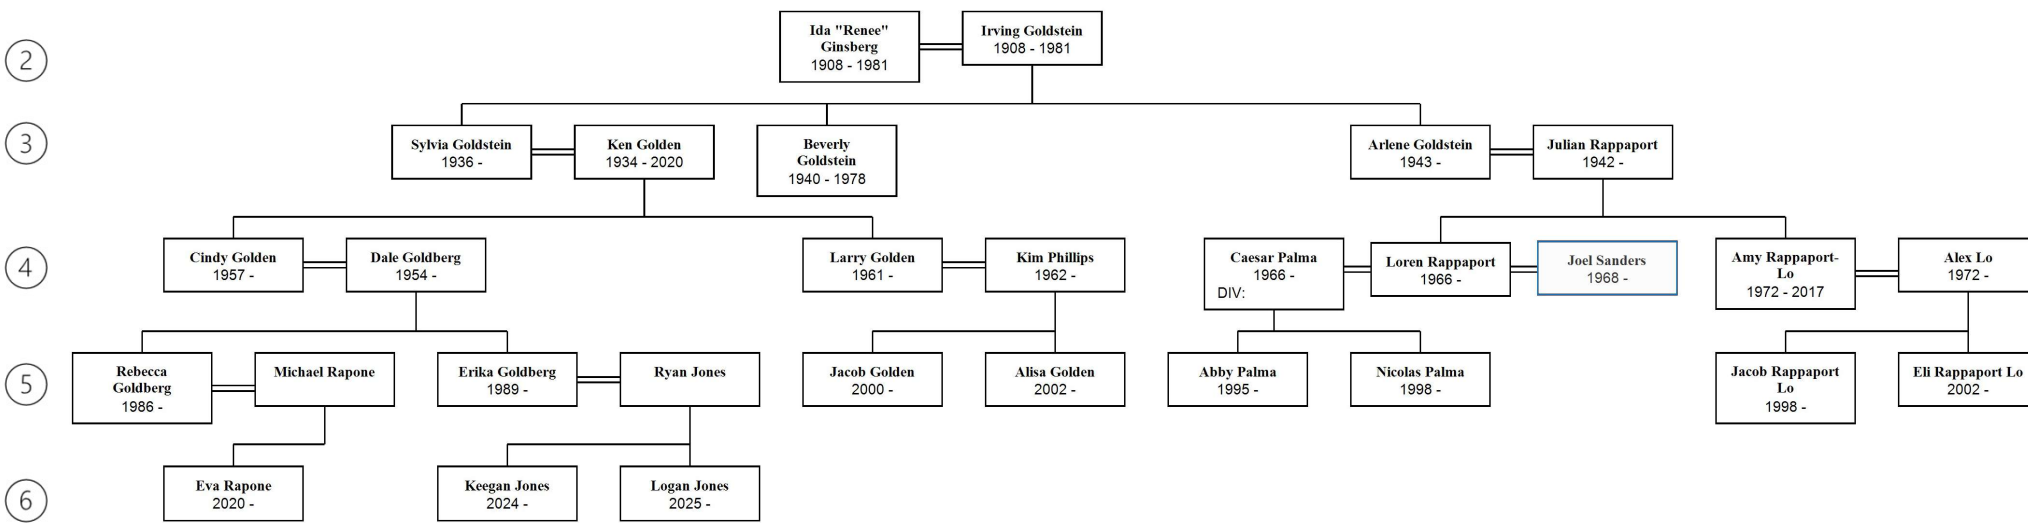 2
Ida "Renee"
Ginsberg
1908 - 1981
Irving Goldstein
1908 - 1981
3
Sylvia Goldstein
1936 -
Ken Golden
1934 - 2020
Beverly
Goldstein
1940 - 1978
Arlene Goldstein
1943 -
Julian Rappaport
1942 -
4
Cindy Golden
1957 -
Dale Goldberg
1954 -
Larry Golden
1961 -
Kim Phillips
1962 -
Caesar Palma
1966 -
DIV:
Loren Rappaport
1966 -
Joel Sanders
1968 -
Amy Rappaport-
Lo
1972 - 2017
Alex Lo
1972 -
5
Rebecca
Goldberg
1986 -
Michael Rapone
Erika Goldberg
1989 -
Ryan Jones
Jacob Golden
2000 -
Alisa Golden
2002 -
Abby Palma
1995 -
Nicolas Palma
1998 -
Jacob Rappaport
Lo
1998 -
Eli Rappaport Lo
2002 -
6
Eva Rapone
2020 -
Keegan Jones
2024 -
Logan Jones
2025 -